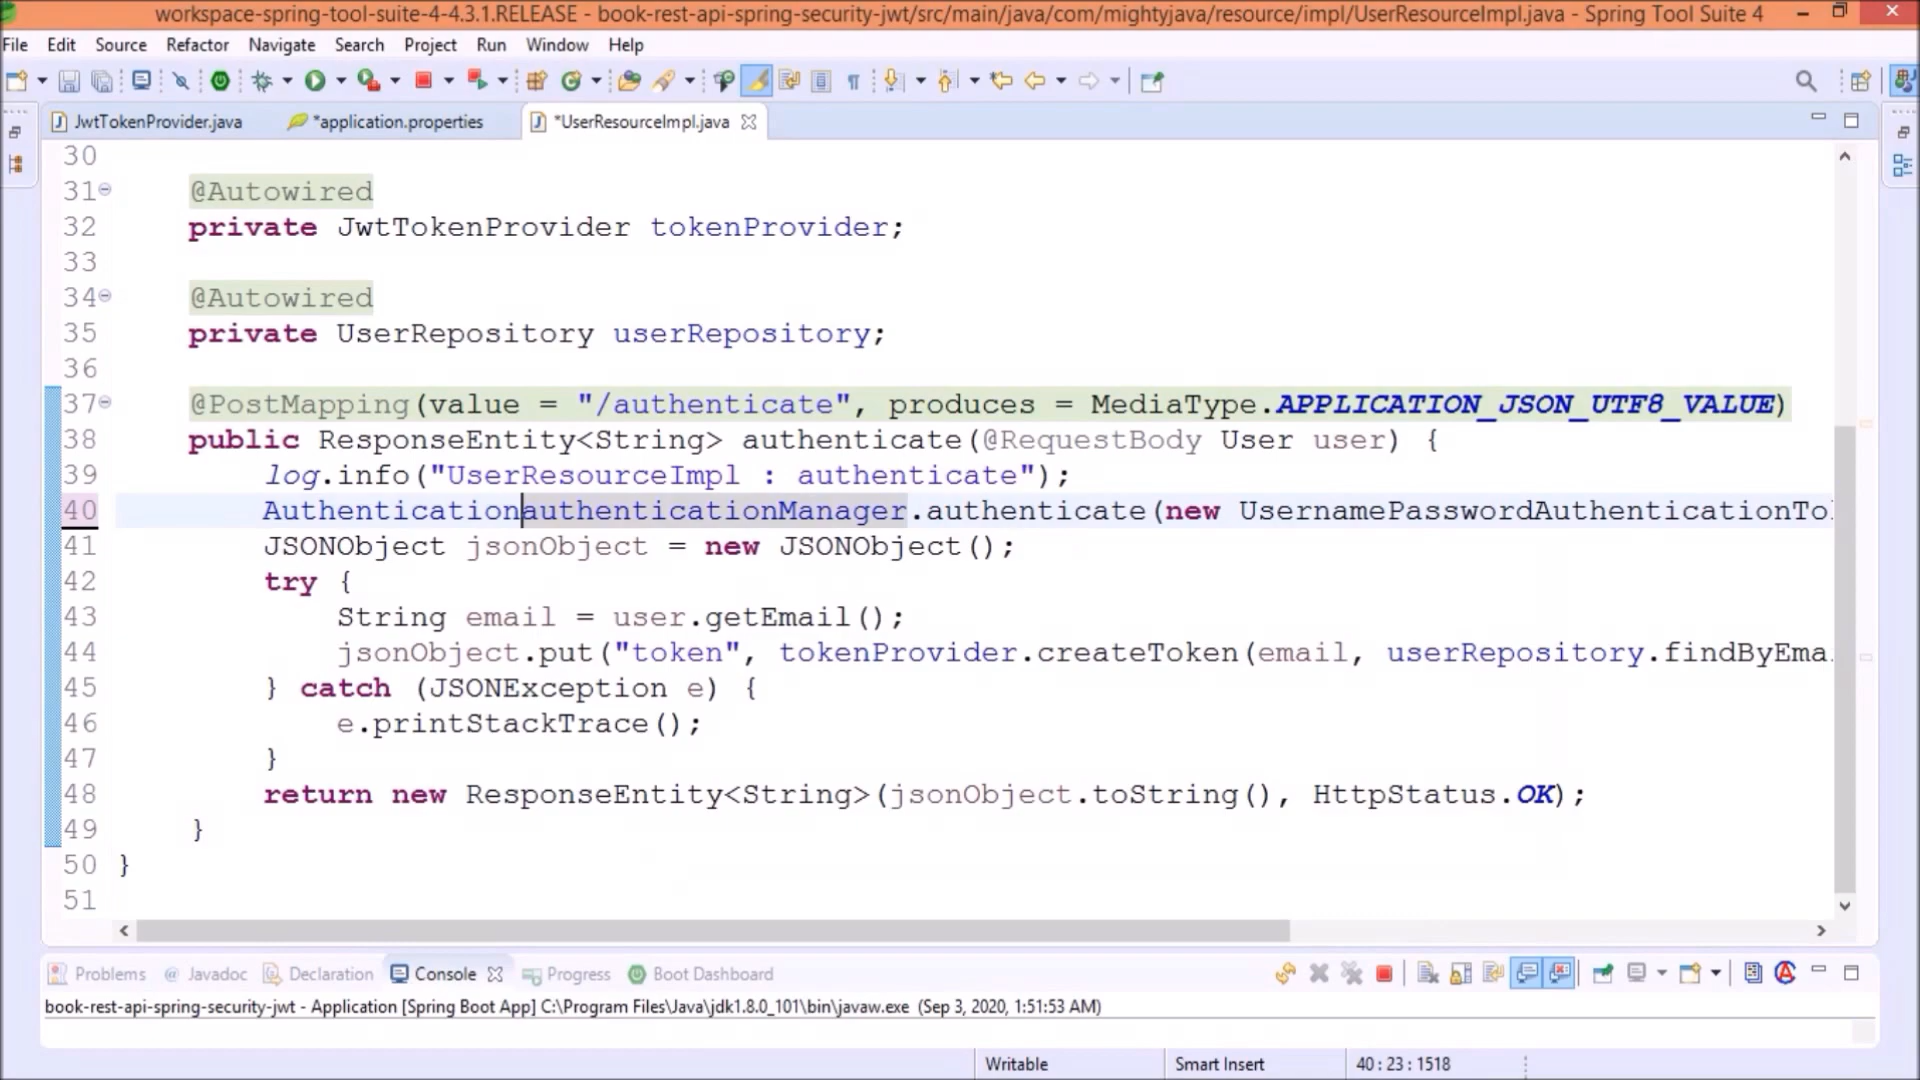 workspace-spring-tool-suite-4-4.3.1.RELEASE - book-rest-api-spring-security-jwt/src/main/java/com/mightyjava/resource/impl/UserResourceImpl.java - Spring Tool Suite 4
File Edit Source Refactor Navigate Search Project Run Window Help
JwtTokenProvider.java *application.properties *UserResourceImpl.java
30
31 @Autowired
32 private JwtTokenProvider tokenProvider;
33
34 @Autowired
35 private UserRepository userRepository;
36
37 @PostMapping(value = "/authenticate", produces = MediaType.APPLICATION_JSON_UTF8_VALUE)
38 public ResponseEntity<String> authenticate(@RequestBody User user) {
39 log.info("UserResourceImpl : authenticate");
40 AuthenticationauthenticationManager.authenticate(new UsernamePasswordAuthenticationTo
41 JSONObject jsonObject = new JSONObject();
42 try {
43 String email = user.getEmail();
44 jsonObject.put("token", tokenProvider.createToken(email, userRepository.findByEma
45 } catch (JSONException e) {
46 e.printStackTrace();
47 }
48 return new ResponseEntity<String>(jsonObject.toString(), HttpStatus.OK);
49 }
50 }
51
Problems @ Javadoc Declaration Console Progress Boot Dashboard
book-rest-api-spring-security-jwt - Application [Spring Boot App] C:\Program Files\Java\jdk1.8.0_101\bin\javaw.exe (Sep 3, 2020, 1:51:53 AM)
Writable Smart Insert 40 : 23 : 1518